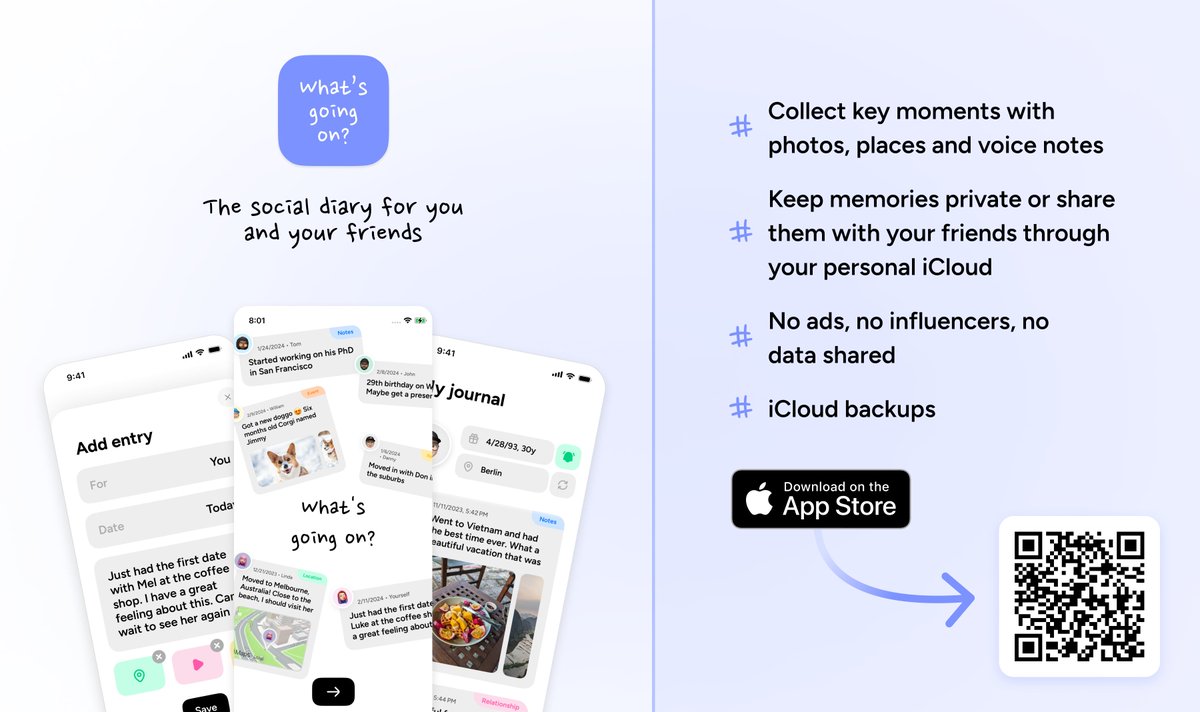 What's
going
on?
The social diary for you
and your friends
9:41
Add entry
For
You
Date
Today
Just had the first date
with Mel at the coffee
shop. I have a great
feeling about this. Can
wait to see her again
Save
8:01
Notes
1/24/2024 • Tom
Started working on his PhD
in San Francisco
2/8/2024 • John
29th birthday on W
Maybe get a prese
Event
2/9/2024 • William
Got a new doggo 😍 Six
months old Corgi named
Jimmy
1/6/2024
• Danny
Moved in with Don in
the suburbs
What's
going on?
12/21/2023 • Linda
Location
Moved to Melbourne,
Australia! Close to the
beach, I should visit her
2/11/2024 • Yourself
Just had the first date
Luke at the coffee sh
a great feeling about
9:41
y journal
4/28/93, 30y
Berlin
11/11/2023, 5:42 PM
Notes
Went to Vietnam and had
the best time ever. What a
eautiful vacation that was
5:44 PM
Relationship
Collect key moments with
photos, places and voice notes
Keep memories private or share
them with your friends through
your personal iCloud
No ads, no influencers, no
data shared
iCloud backups
Download on the
App Store